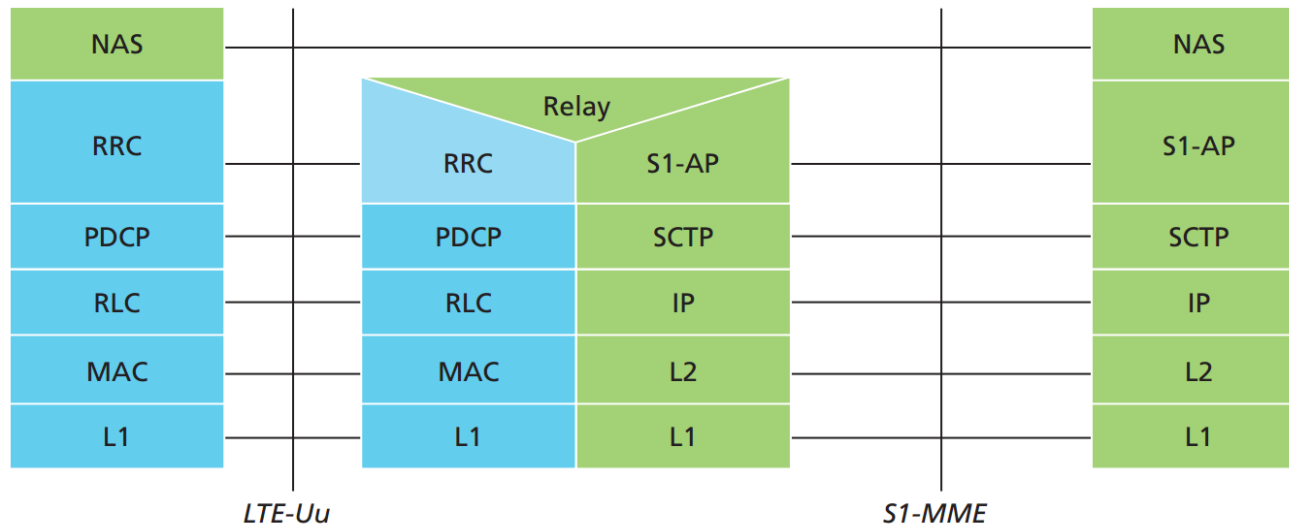 NAS
NAS
Relay
RRC
RRC
S1-AP
S1-AP
PDCP
PDCP
SCTP
SCTP
RLC
RLC
IP
IP
MAC
MAC
L2
L2
L1
L1
L1
L1
LTE-Uu
S1-MME